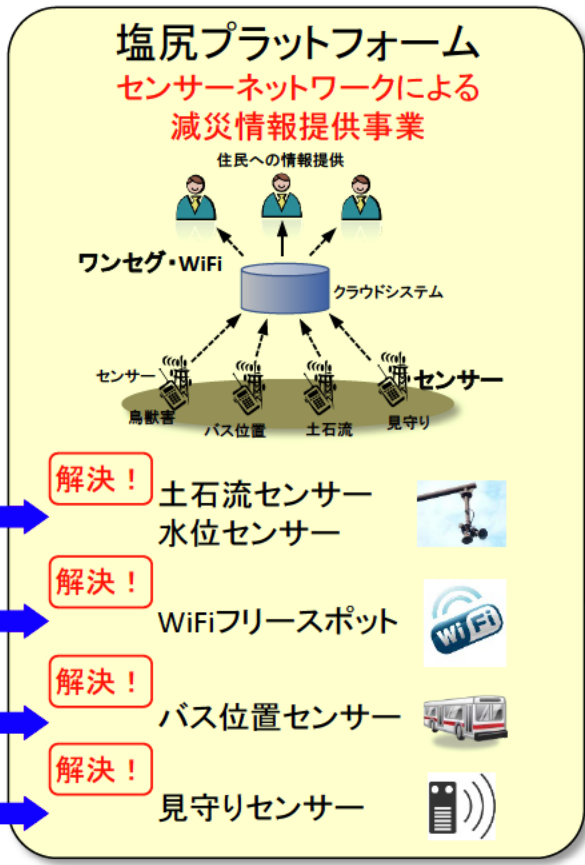 塩尻プラットフォーム
センサーネットワークによる
減災情報提供事業
住民への情報提供
ワンセグ・WiFi
クラウドシステム
センサー
センサー
鳥獣害
バス位置
土石流
見守り
解決！
土石流センサー
水位センサー
解決！
WiFiフリースポット
WiFi
解決！
バス位置センサー
解決！
見守りセンサー